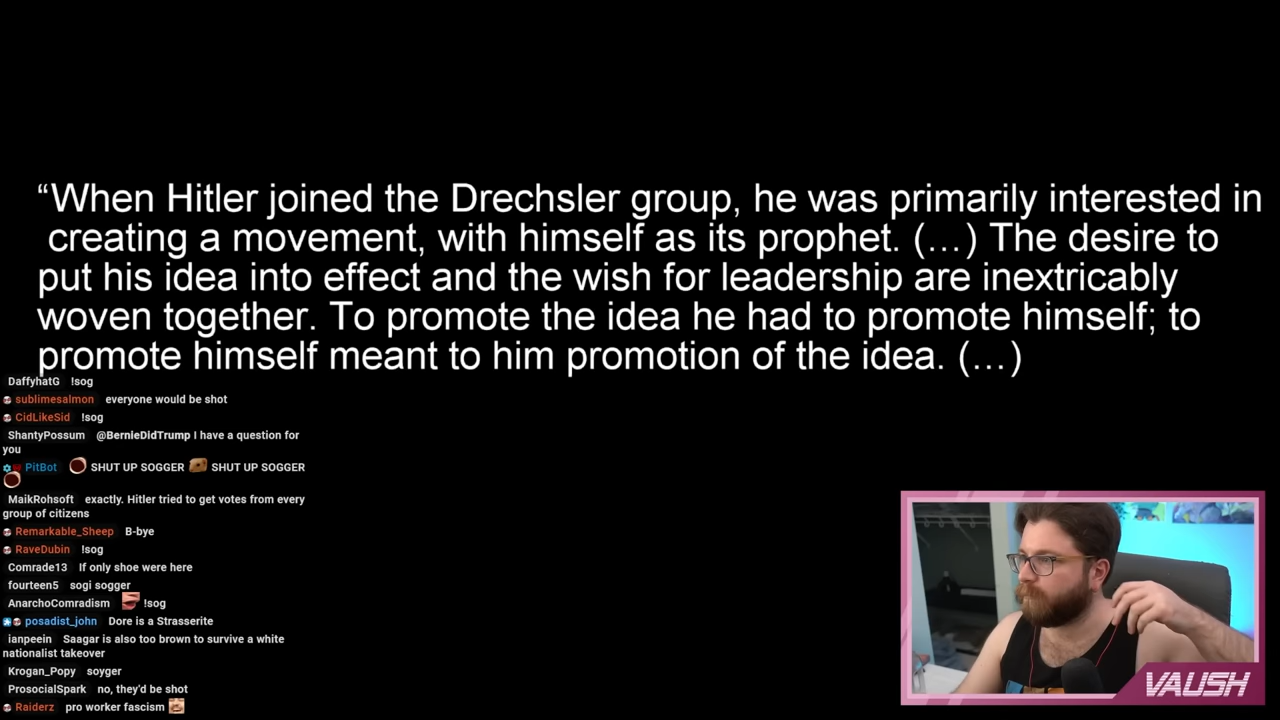 “When Hitler joined the Drechsler group, he was primarily interested in
creating a movement, with himself as its prophet. (…) The desire to
put his idea into effect and the wish for leadership are inextricably
woven together. To promote the idea he had to promote himself; to
promote himself meant to him promotion of the idea. (…)
DaffyhatG !sog
sublimesalmon everyone would be shot
CidLikeSid !sog
ShantyPossum @BernieDidTrump I have a question for
you
PitBot SHUT UP SOGGER SHUT UP SOGGER
MaikRohsoft exactly. Hitler tried to get votes from every
group of citizens
Remarkable_Sheep B-bye
RaveDubin !sog
Comrade13 If only shoe were here
fourteen5 sogi sogger
AnarchoComradism !sog
posadist_john Dore is a Strasserite
ianpeein Saagar is also too brown to survive a white
nationalist takeover
Krogan_Popy soyger
ProsocialSpark no, they'd be shot
Raiderz pro worker fascism
VAUSH